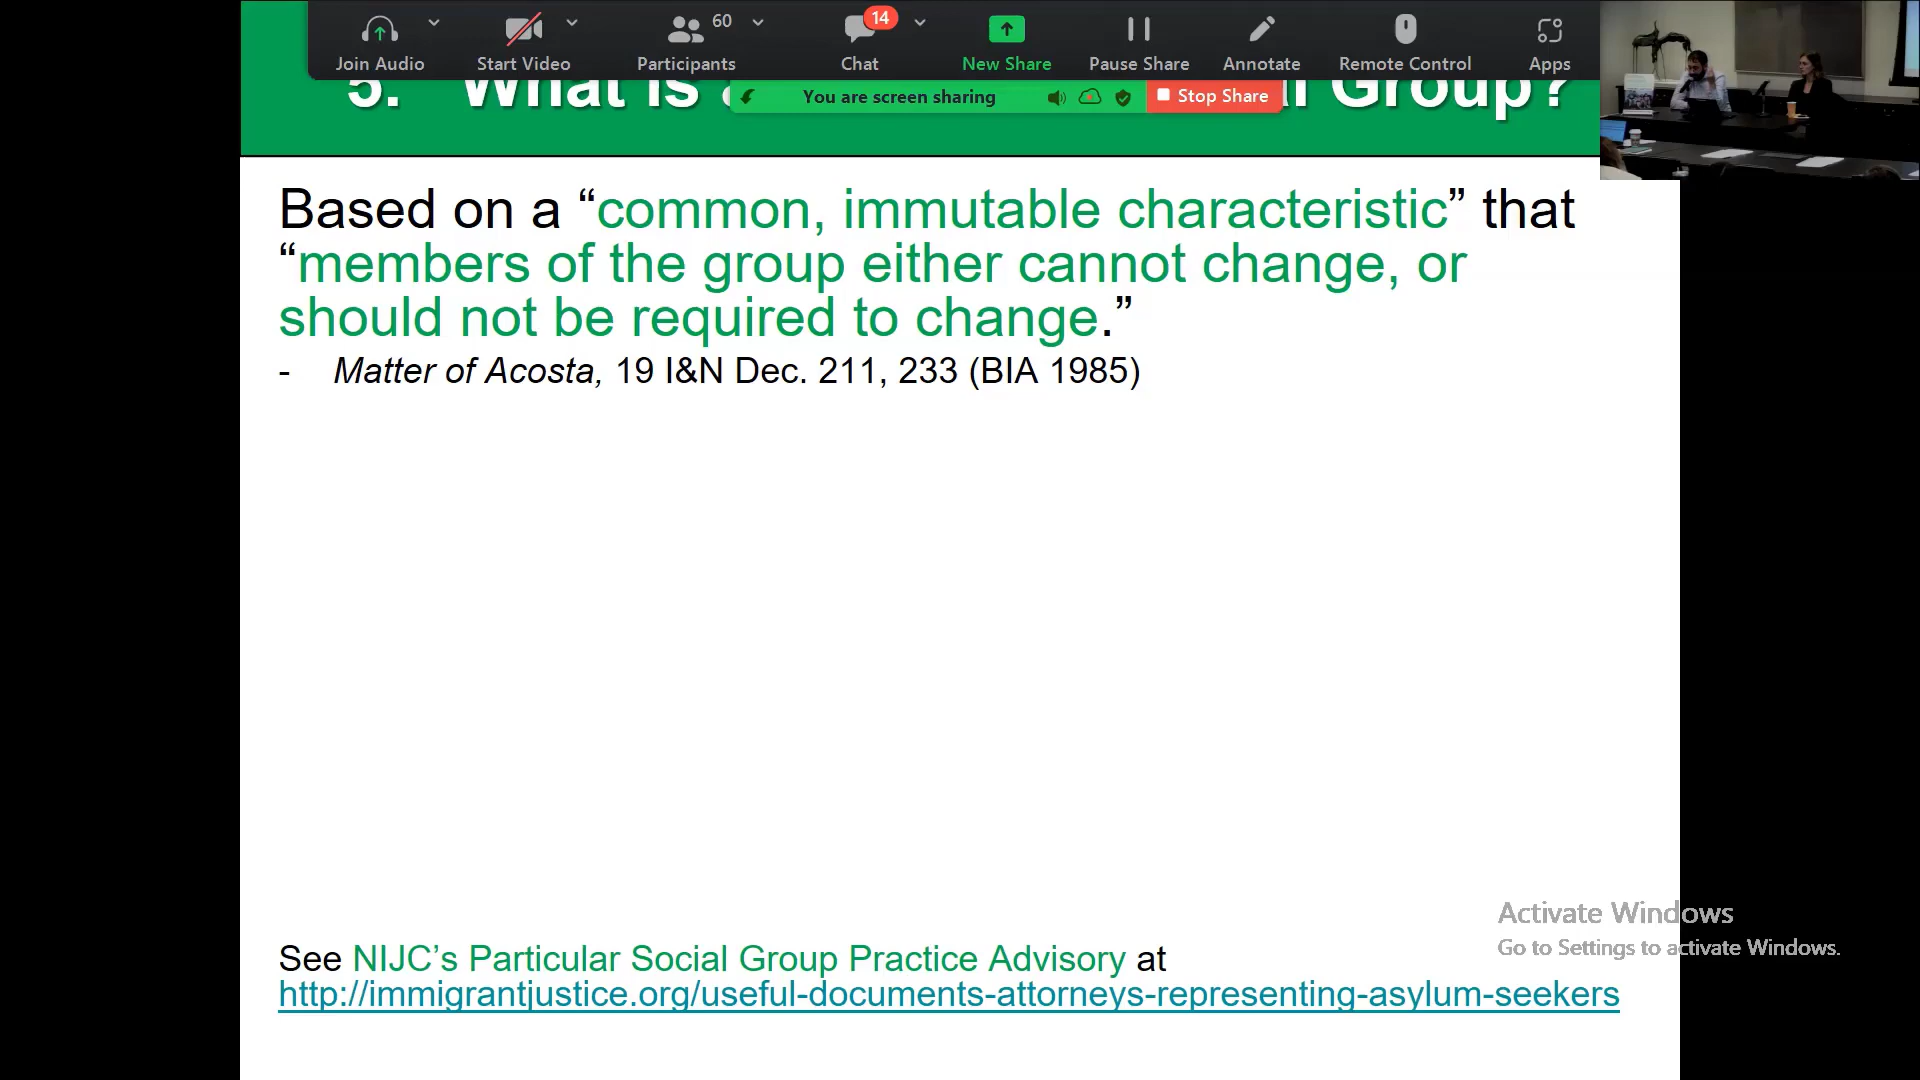 60
14
Join Audio
Start Video
Participants
Chat
New Share
Pause Share
Annotate
Remote Control
Apps
You are screen sharing
Stop Share
5. What is
Group?
Based on a “common, immutable characteristic” that
“members of the group either cannot change, or
should not be required to change.”
- Matter of Acosta, 19 I&N Dec. 211, 233 (BIA 1985)
Activate Windows
Go to Settings to activate Windows.
See NIJC’s Particular Social Group Practice Advisory at
http://immigrantjustice.org/useful-documents-attorneys-representing-asylum-seekers